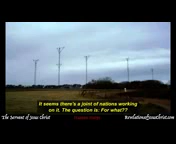 It seems there's a joint of nations working
on it. The question is. For what??
The Servant of Jesus Christ
RevelationofJesusChrist.com